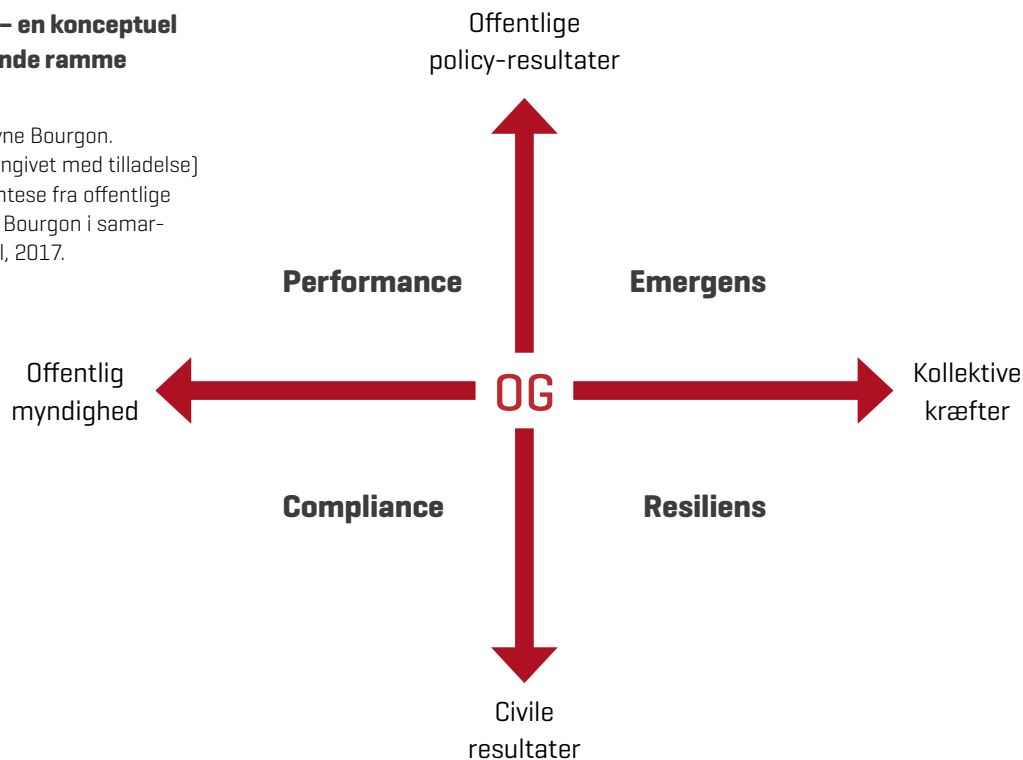 – en konceptuel
nde ramme
ne Bourgon.
ngivet med tilladelse)
ntese fra offentlige
Bourgon i samar-
l, 2017.
Offentlige
policy-resultater
Performance
Emergens
Offentlig
myndighed
OG
Kollektive
kræfter
Compliance
Resiliens
Civile
resultater